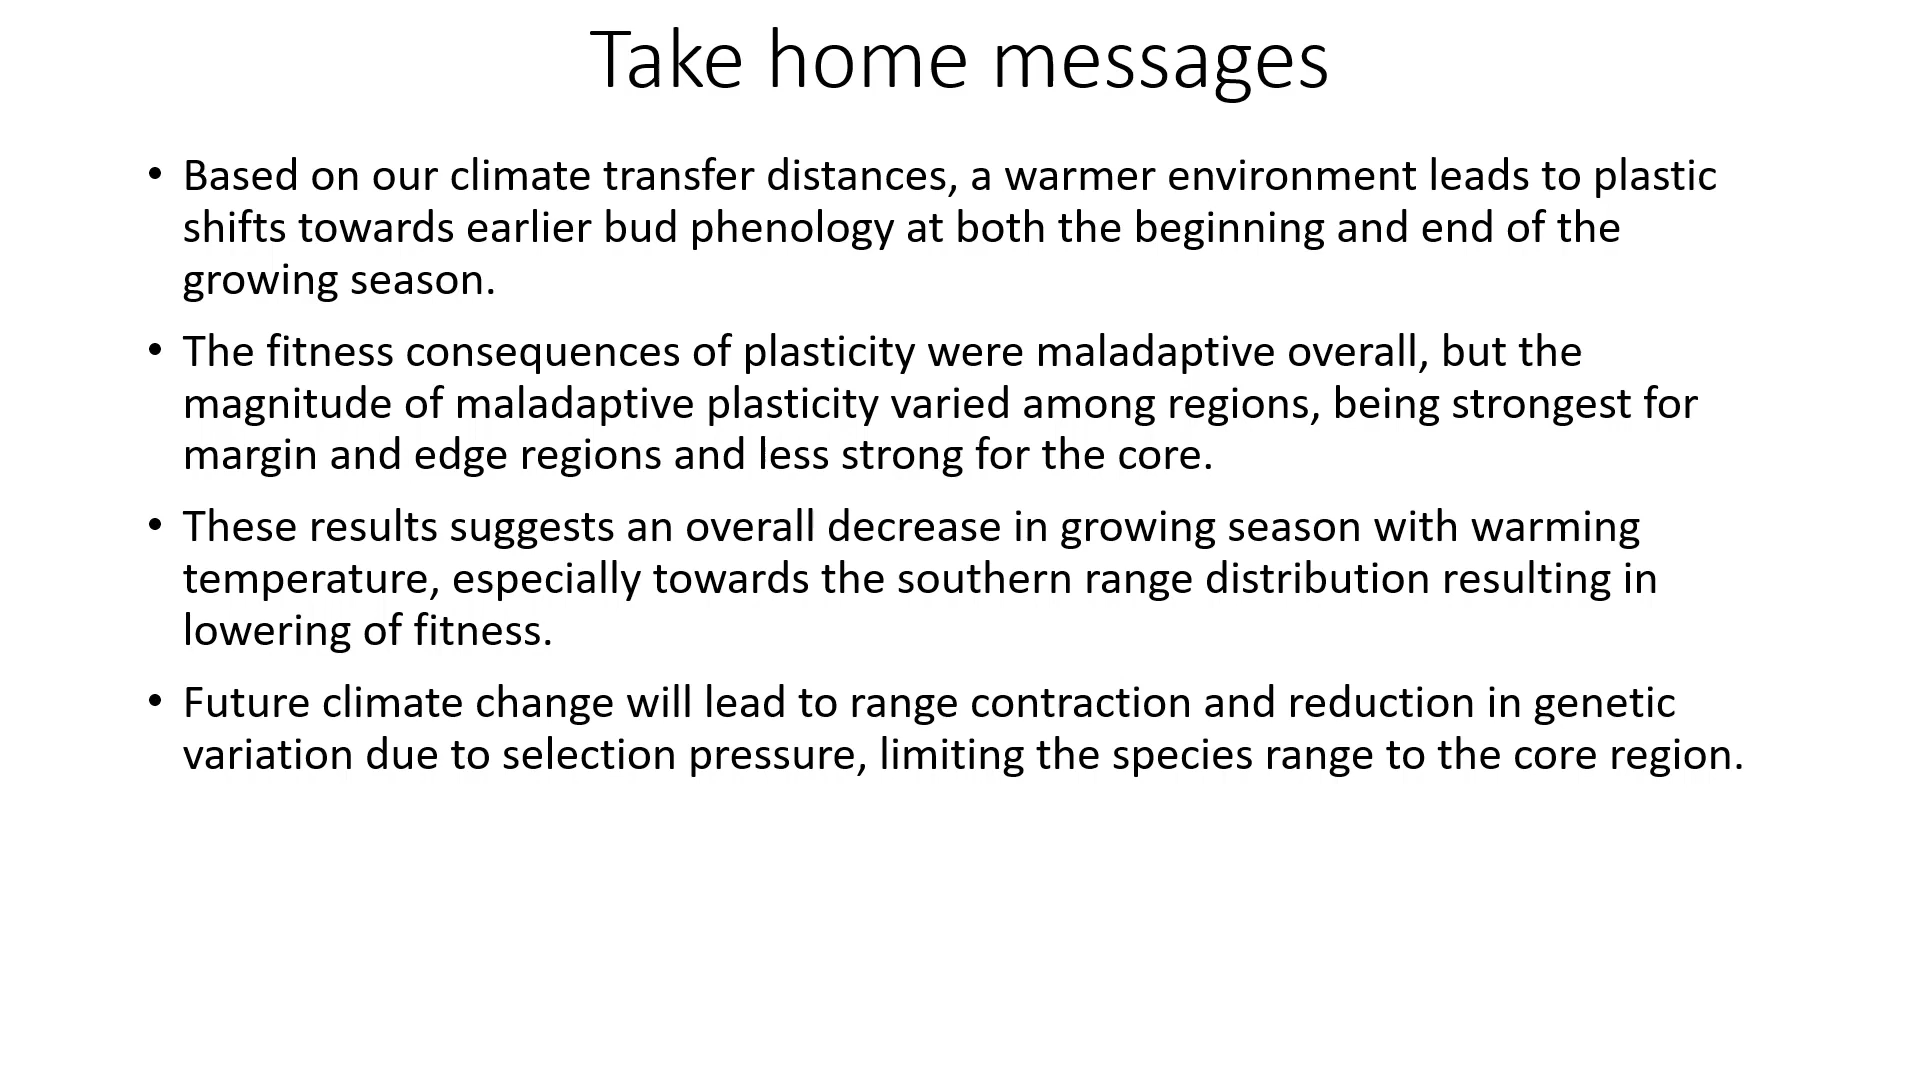 Take home messages
• Based on our climate transfer distances, a warmer environment leads to plastic
shifts towards earlier bud phenology at both the beginning and end of the
growing season.
• The fitness consequences of plasticity were maladaptive overall, but the
magnitude of maladaptive plasticity varied among regions, being strongest for
margin and edge regions and less strong for the core.
• These results suggests an overall decrease in growing season with warming
temperature, especially towards the southern range distribution resulting in
lowering of fitness.
• Future climate change will lead to range contraction and reduction in genetic
variation due to selection pressure, limiting the species range to the core region.